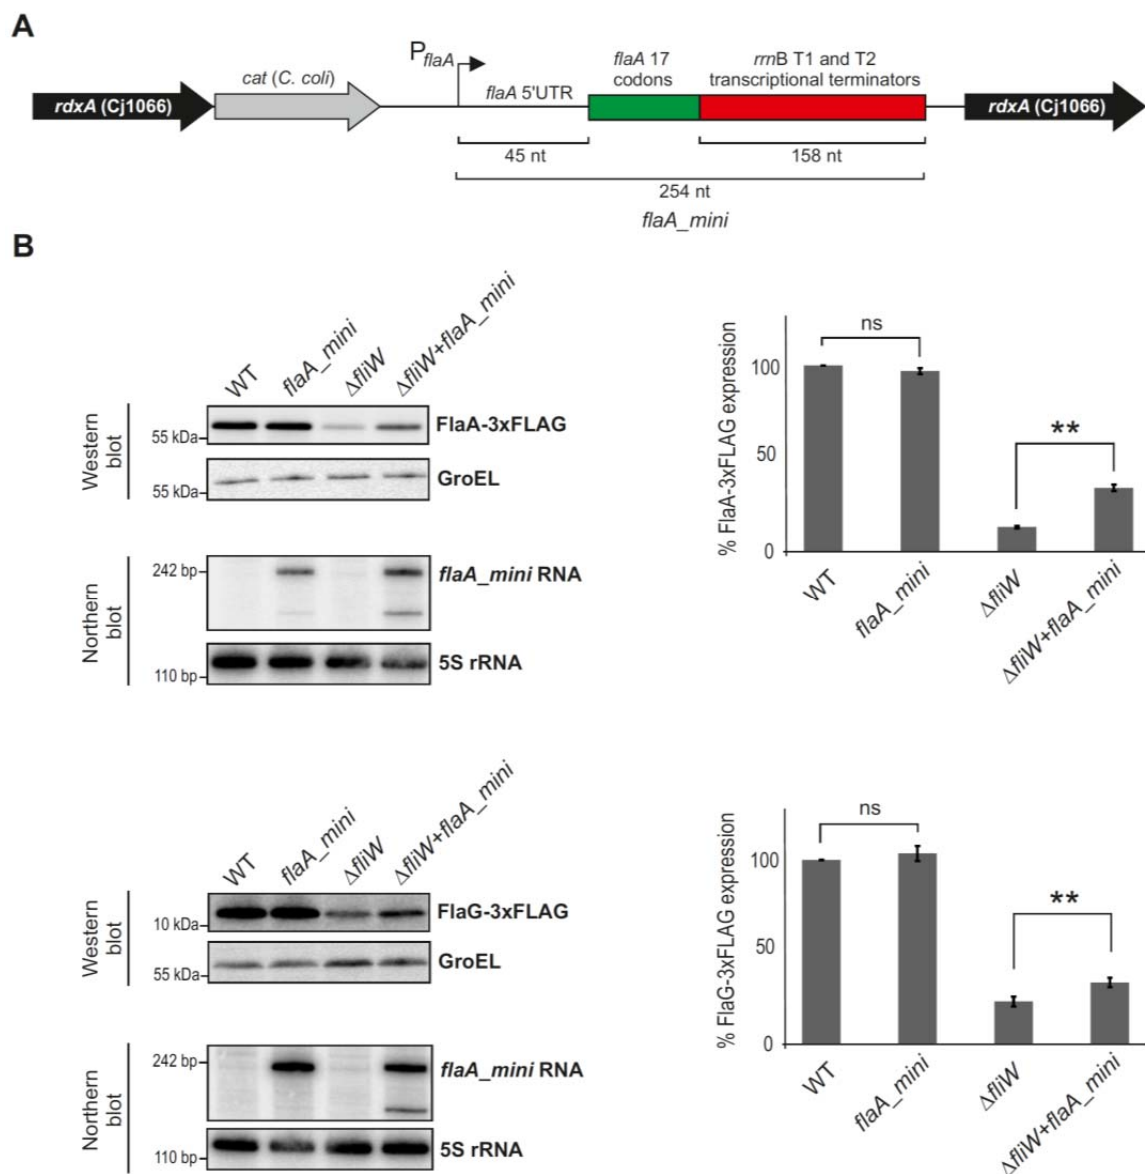 A
PflaA
cat (C. coli)
flaA 17
codons
rrnB T1 and T2
transcriptional terminators
rdxA (Cj1066)
flaA 5'UTR
rdxA (Cj1066)
45 nt
158 nt
254 nt
flaA_mini
B
WT
flaA_mini
ΔfliW
ΔfliW+flaA_mini
Western
blot
55 kDa
FlaA-3xFLAG
55 kDa
GroEL
Northern
blot
242 bp
flaA_mini RNA
110 bp
5S rRNA
% FlaA-3xFLAG expression
100
50
0
ns
**
WT
flaA_mini
ΔfliW
ΔfliW+flaA_mini
WT
flaA_mini
ΔfliW
ΔfliW+flaA_mini
Western
blot
10 kDa
FlaG-3xFLAG
55 kDa
GroEL
Northern
blot
242 bp
flaA_mini RNA
110 bp
5S rRNA
% FlaG-3xFLAG expression
100
50
0
ns
**
WT
flaA_mini
ΔfliW
ΔfliW+flaA_mini